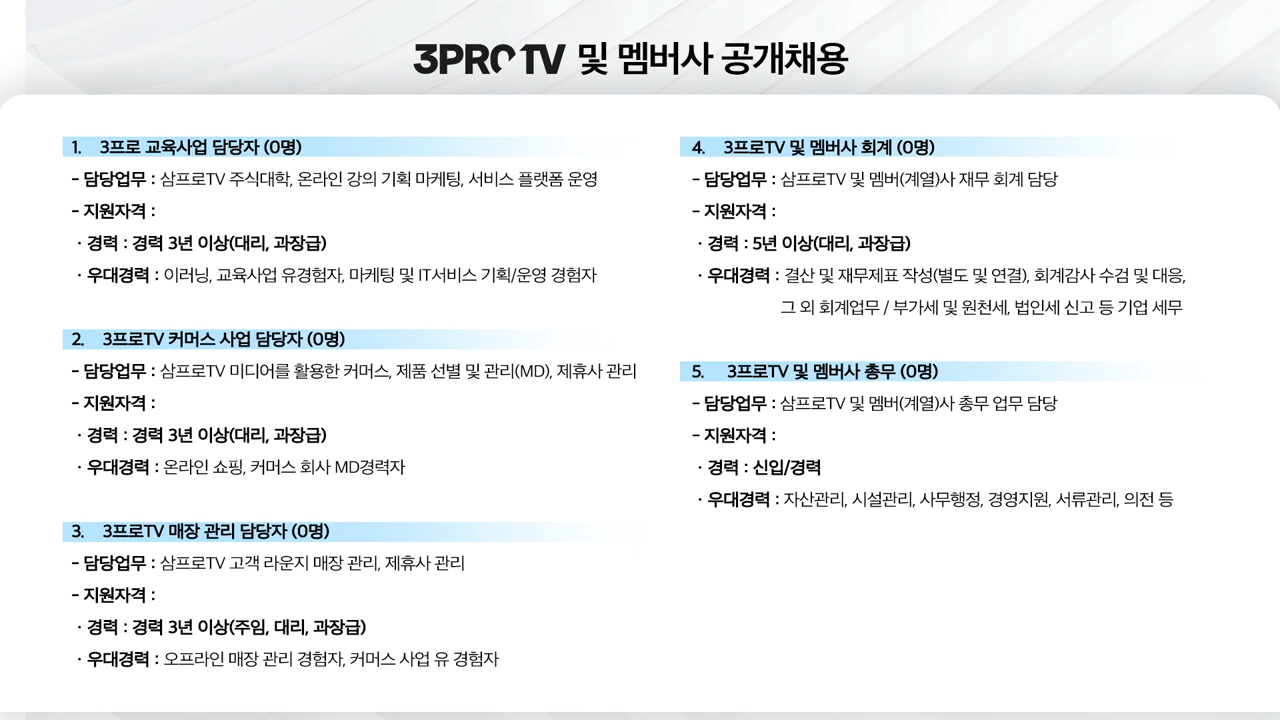 3PRO TV 및 멤버사 공개채용
1. 3프로 교육사업 담당자 (0명)
- 담당업무 : 삼프로TV 주식대학, 온라인 강의 기획 마케팅, 서비스 플랫폼 운영
- 지원자격 :
· 경력 : 경력 3년 이상(대리, 과장급)
· 우대경력 : 이러닝, 교육사업 유경험자, 마케팅 및 IT서비스 기획/운영 경험자
2. 3프로TV 커머스 사업 담당자 (0명)
- 담당업무 : 삼프로TV 미디어를 활용한 커머스, 제품 선별 및 관리(MD), 제휴사 관리
- 지원자격 :
· 경력 : 경력 3년 이상(대리, 과장급)
· 우대경력 : 온라인 쇼핑, 커머스 회사 MD경력자
3. 3프로TV 매장 관리 담당자 (0명)
- 담당업무 : 삼프로TV 고객 라운지 매장 관리, 제휴사 관리
- 지원자격 :
· 경력 : 경력 3년 이상(주임, 대리, 과장급)
· 우대경력 : 오프라인 매장 관리 경험자, 커머스 사업 유 경험자
4. 3프로TV 및 멤버사 회계 (0명)
- 담당업무 : 삼프로TV 및 멤버(계열)사 재무 회계 담당
- 지원자격 :
· 경력 : 5년 이상(대리, 과장급)
· 우대경력 : 결산 및 재무제표 작성(별도 및 연결), 회계감사 수검 및 대응,
그 외 회계업무 / 부가세 및 원천세, 법인세 신고 등 기업 세무
5. 3프로TV 및 멤버사 총무 (0명)
- 담당업무 : 삼프로TV 및 멤버(계열)사 총무 업무 담당
- 지원자격 :
· 경력 : 신입/경력
· 우대경력 : 자산관리, 시설관리, 사무행정, 경영지원, 서류관리, 의전 등